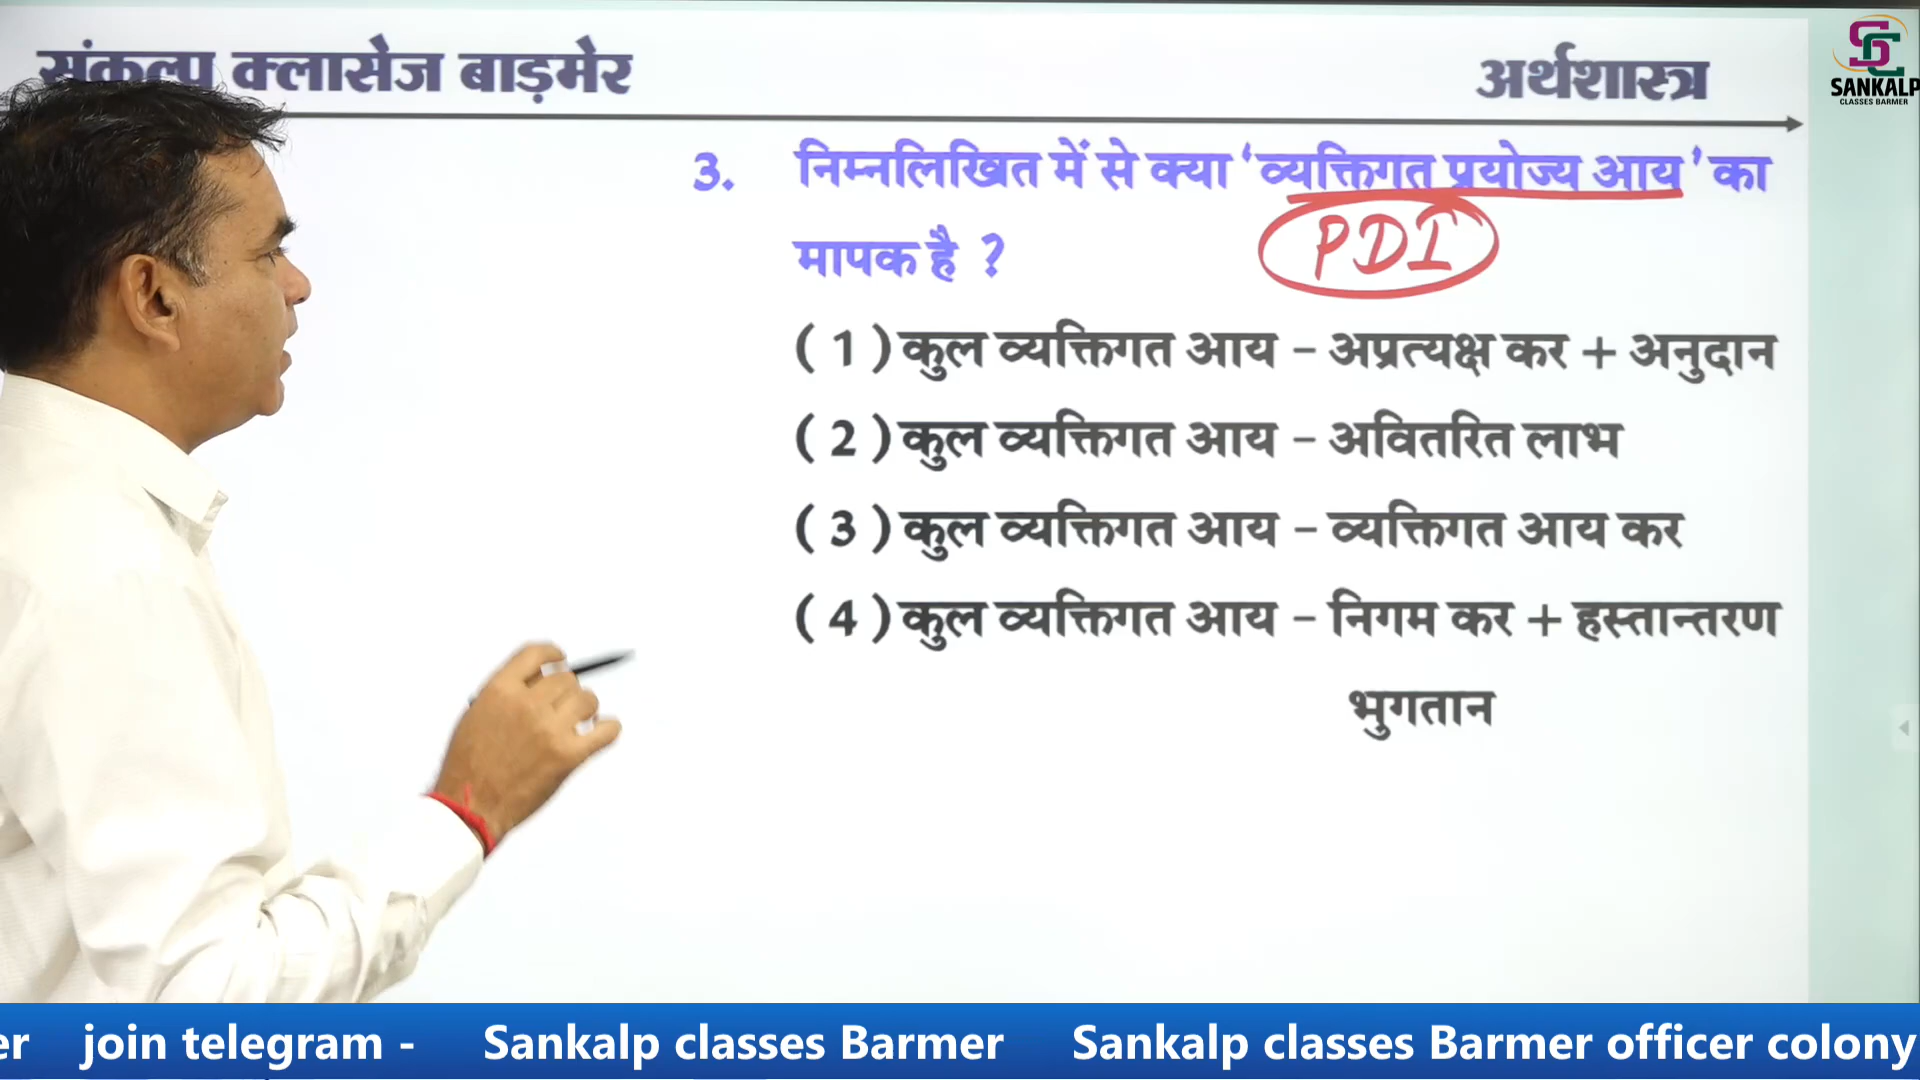 संकल्प क्लासेज बाड़मेर
अर्थशास्त्र
SANKALP
CLASSES BARMER
3. निम्नलिखित में से क्या ‘व्यक्तिगत प्रयोज्य आय’ का
मापक है ?
PDI
(1) कुल व्यक्तिगत आय – अप्रत्यक्ष कर + अनुदान
(2) कुल व्यक्तिगत आय – अवितरित लाभ
(3) कुल व्यक्तिगत आय – व्यक्तिगत आय कर
(4) कुल व्यक्तिगत आय – निगम कर + हस्तान्तरण
भुगतान
er join telegram - Sankalp classes Barmer Sankalp classes Barmer officer colony